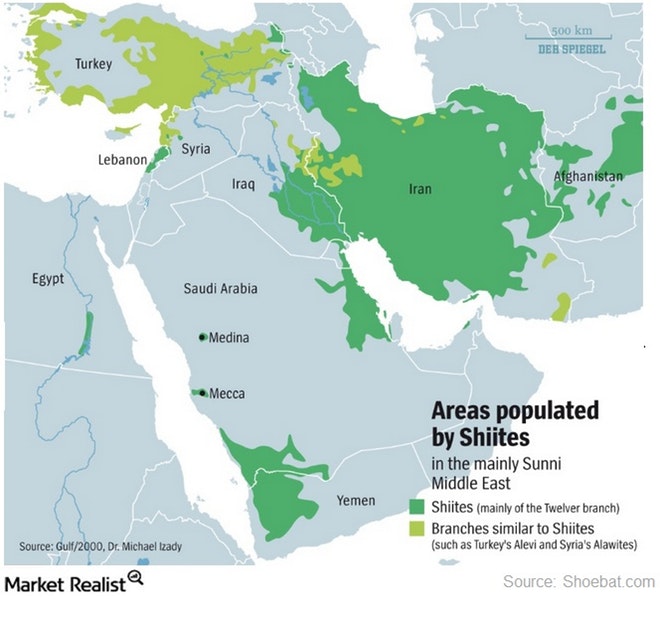 500 km
DER SPIEGEL
Turkey
Syria
Lebanon
Iraq
Iran
Afghanistan
Egypt
Saudi Arabia
Medina
Mecca
Yemen
Areas populated
by Shiites
in the mainly Sunni
Middle East
Shiites (mainly of the Twelver branch)
Branches similar to Shiites
(such as Turkey's Alevi and Syria's Alawites)
Source: Gulf/2000, Dr. Michael Izady
Market Realist
Source: Shoebat.com